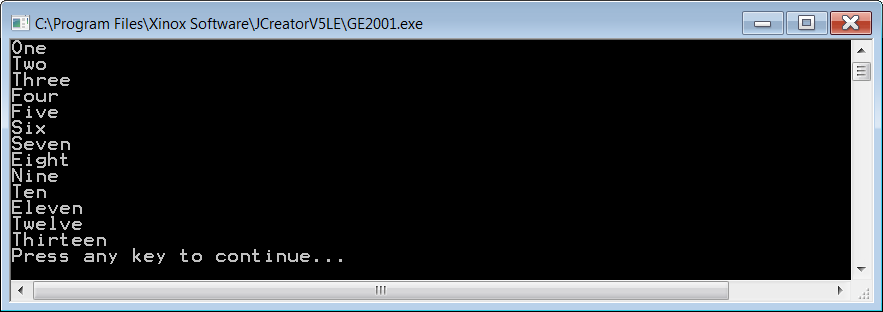 C:\Program Files\Xinox Software\JCreatorV5LE\GE2001.exe
One
Two
Three
Four
Five
Six
Seven
Eight
Nine
Ten
Eleven
Twelve
Thirteen
Press any key to continue...